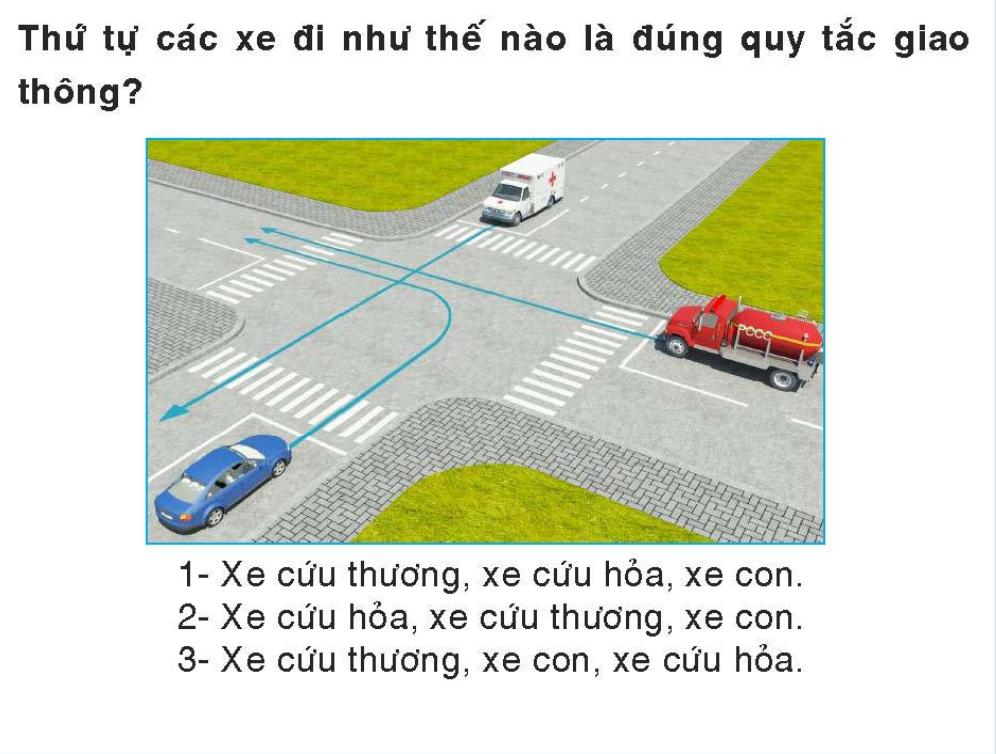 Thứ tự các xe đi như thế nào là đúng quy tắc giao
thông?
PCCC
1- Xe cứu thương, xe cứu hỏa, xe con.
2- Xe cứu hỏa, xe cứu thương, xe con.
3- Xe cứu thương, xe con, xe cứu hỏa.